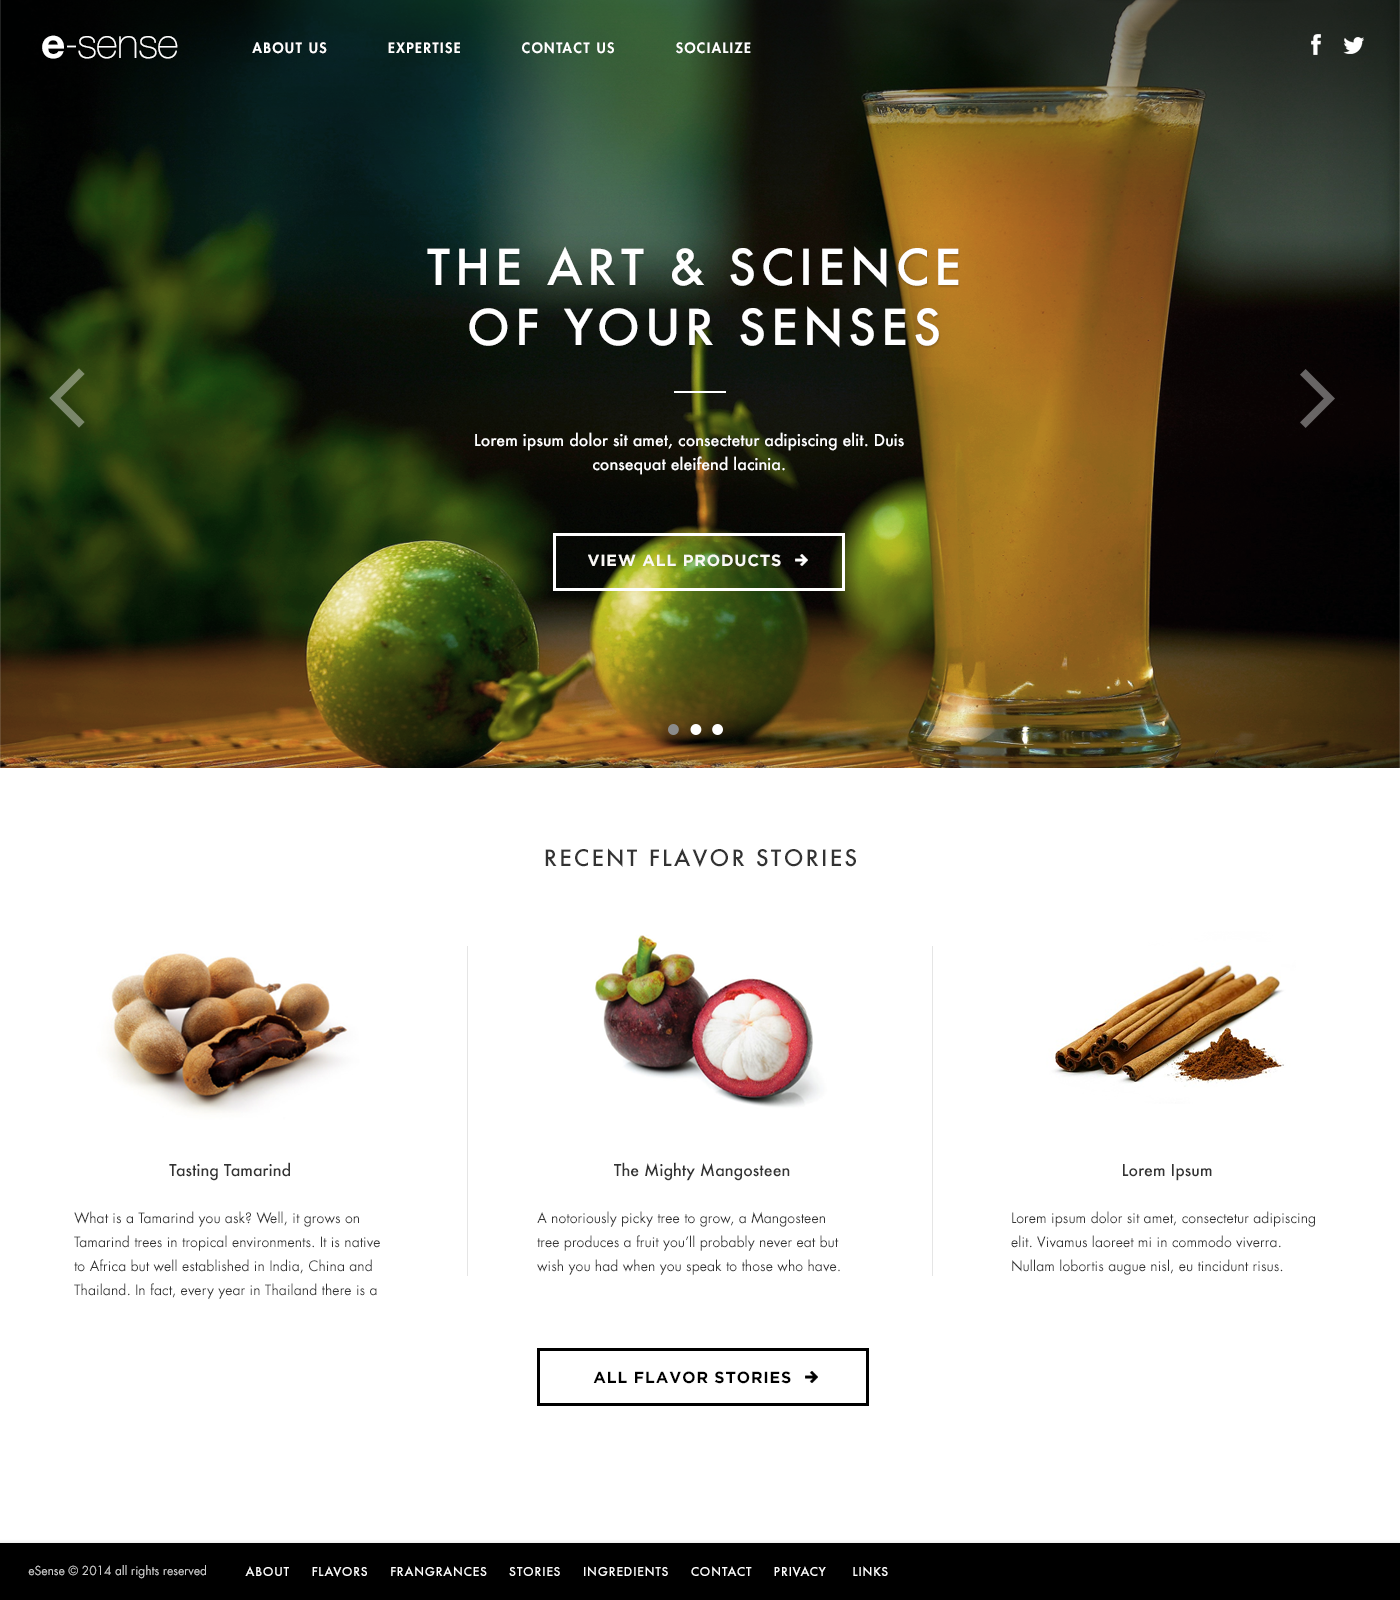 e-sense
ABOUT US
EXPERTISE
CONTACT US
SOCIALIZE
THE ART & SCIENCE
OF YOUR SENSES
Lorem ipsum dolor sit amet, consectetur adipiscing elit. Duis
consequat eleifend lacinia.
VIEW ALL PRODUCTS →
RECENT FLAVOR STORIES
Tasting Tamarind
What is a Tamarind you ask? Well, it grows on
Tamarind trees in tropical environments. It is native
to Africa but well established in India, China and
Thailand. In fact, every year in Thailand there is a
The Mighty Mangosteen
A notoriously picky tree to grow, a Mangosteen
tree produces a fruit you'll probably never eat but
wish you had when you speak to those who have.
Lorem Ipsum
Lorem ipsum dolor sit amet, consectetur adipiscing
elit. Vivamus laoreet mi in commodo viverra.
Nullam lobortis augue nisl, eu tincidunt risus.
ALL FLAVOR STORIES →
eSense © 2014 all rights reserved
ABOUT
FLAVORS
FRANGRANCES
STORIES
INGREDIENTS
CONTACT
PRIVACY
LINKS